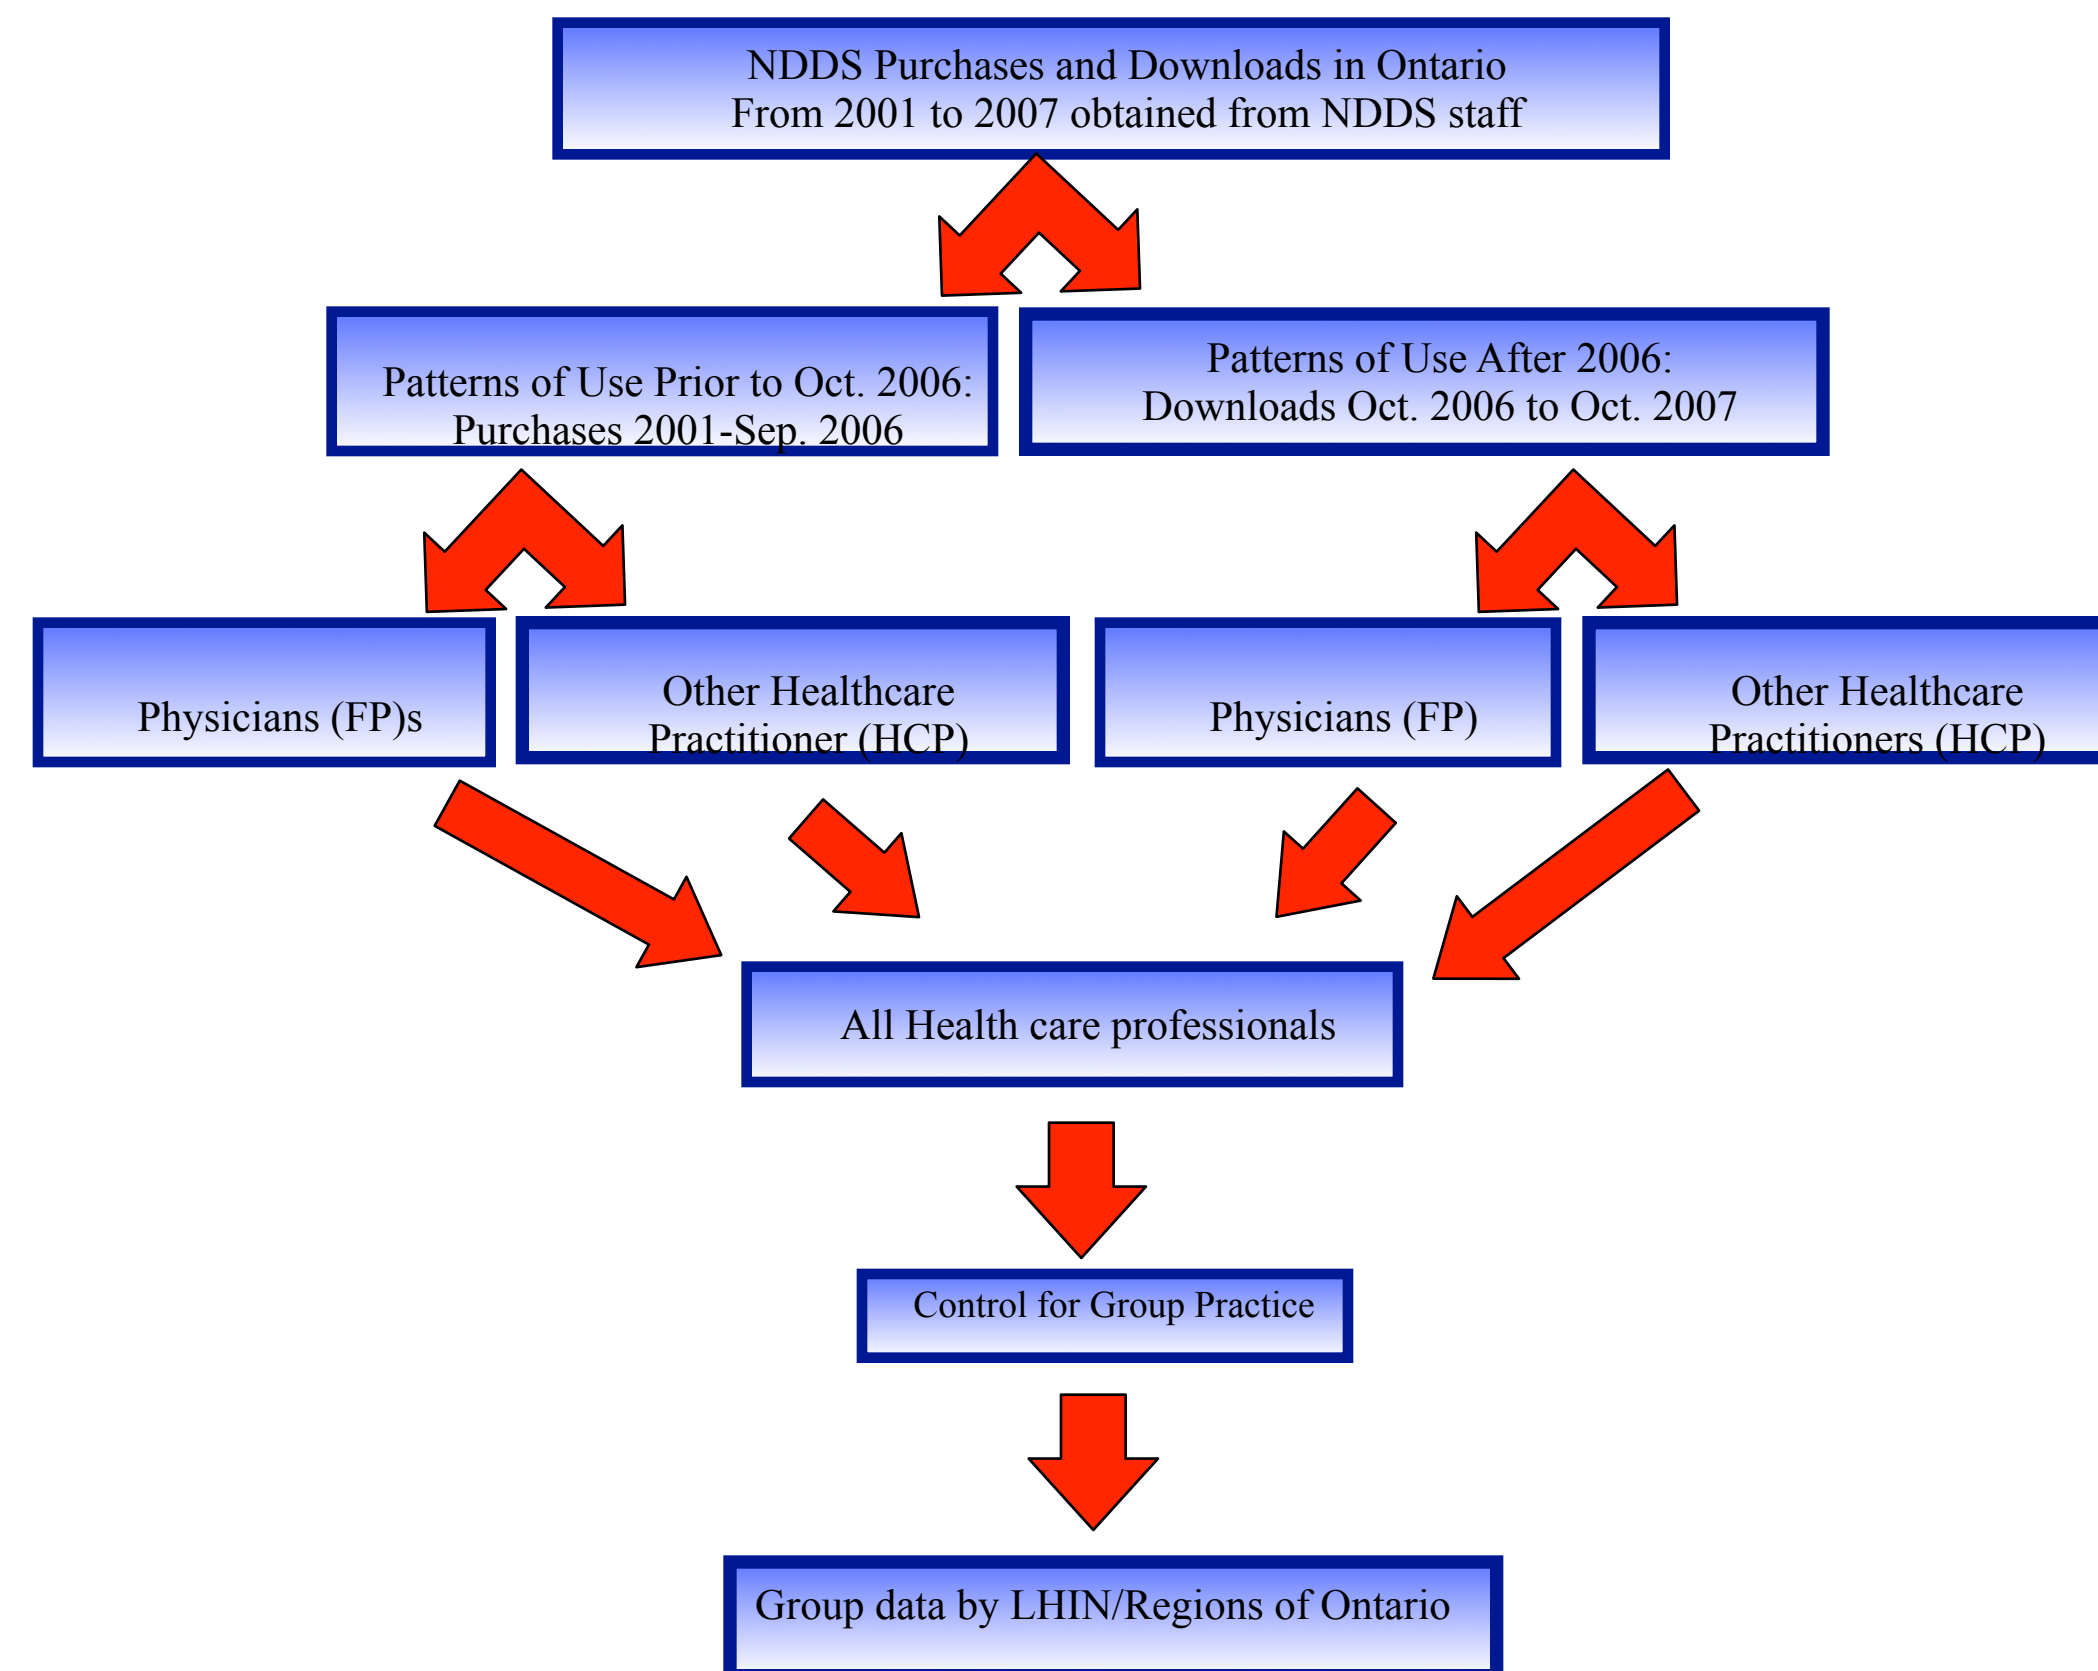 NDDS Purchases and Downloads in Ontario
From 2001 to 2007 obtained from NDDS staff
Patterns of Use Prior to Oct. 2006:
Purchases 2001-Sep. 2006
Patterns of Use After 2006:
Downloads Oct. 2006 to Oct. 2007
Physicians (FP)s
Other Healthcare
Practitioner (HCP)
Physicians (FP)
Other Healthcare
Practitioners (HCP)
All Health care professionals
Control for Group Practice
Group data by LHIN/Regions of Ontario